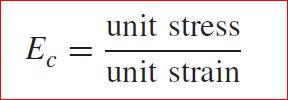 E_c = unit stress / unit strain